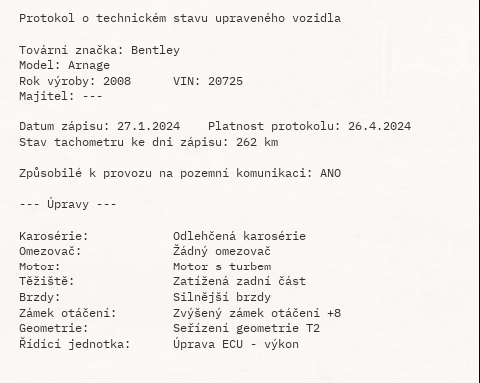 Protokol o technickém stavu upraveného vozidla
Tovární značka: Bentley
Model: Arnage
Rok výroby: 2008 VIN: 20725
Majitel: ---
Datum zápisu: 27.1.2024 Platnost protokolu: 26.4.2024
Stav tachometru ke dni zápisu: 262 km
Způsobilé k provozu na pozemní komunikaci: ANO
--- Úpravy ---
Karosérie: Odlehčená karosérie
Omezovač: Žádný omezovač
Motor: Motor s turbem
Těžiště: Zatížená zadní část
Brzdy: Silnější brzdy
Zámek otáčení: Zvýšený zámek otáčeni +8
Geometrie: Seřízení geometrie T2
Řídící jednotka: Úprava ECU - výkon